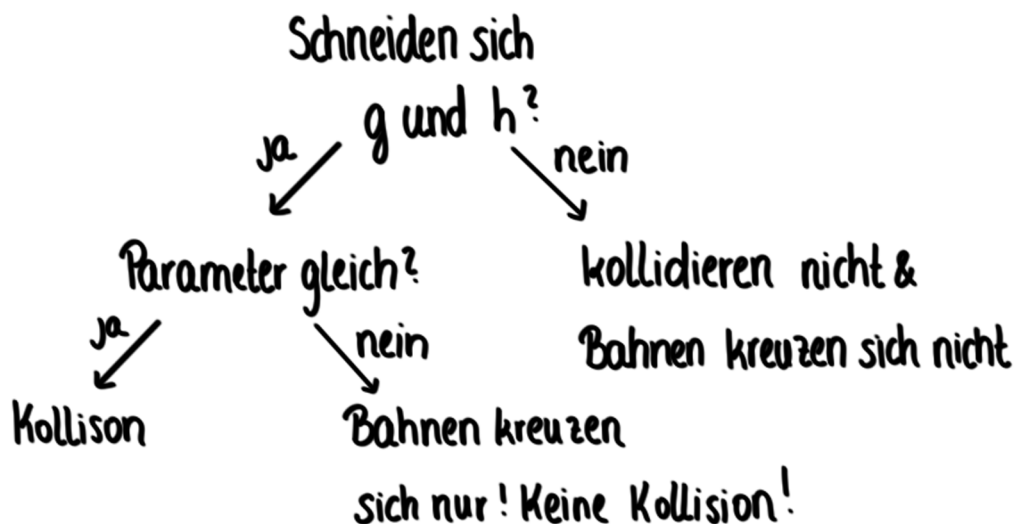 Schneiden sich
g und h?
ja
nein
Parameter gleich?
kollidieren nicht &
Bahnen kreuzen sich nicht
ja
nein
Kollison
Bahnen kreuzen
sich nur! Keine Kollision!